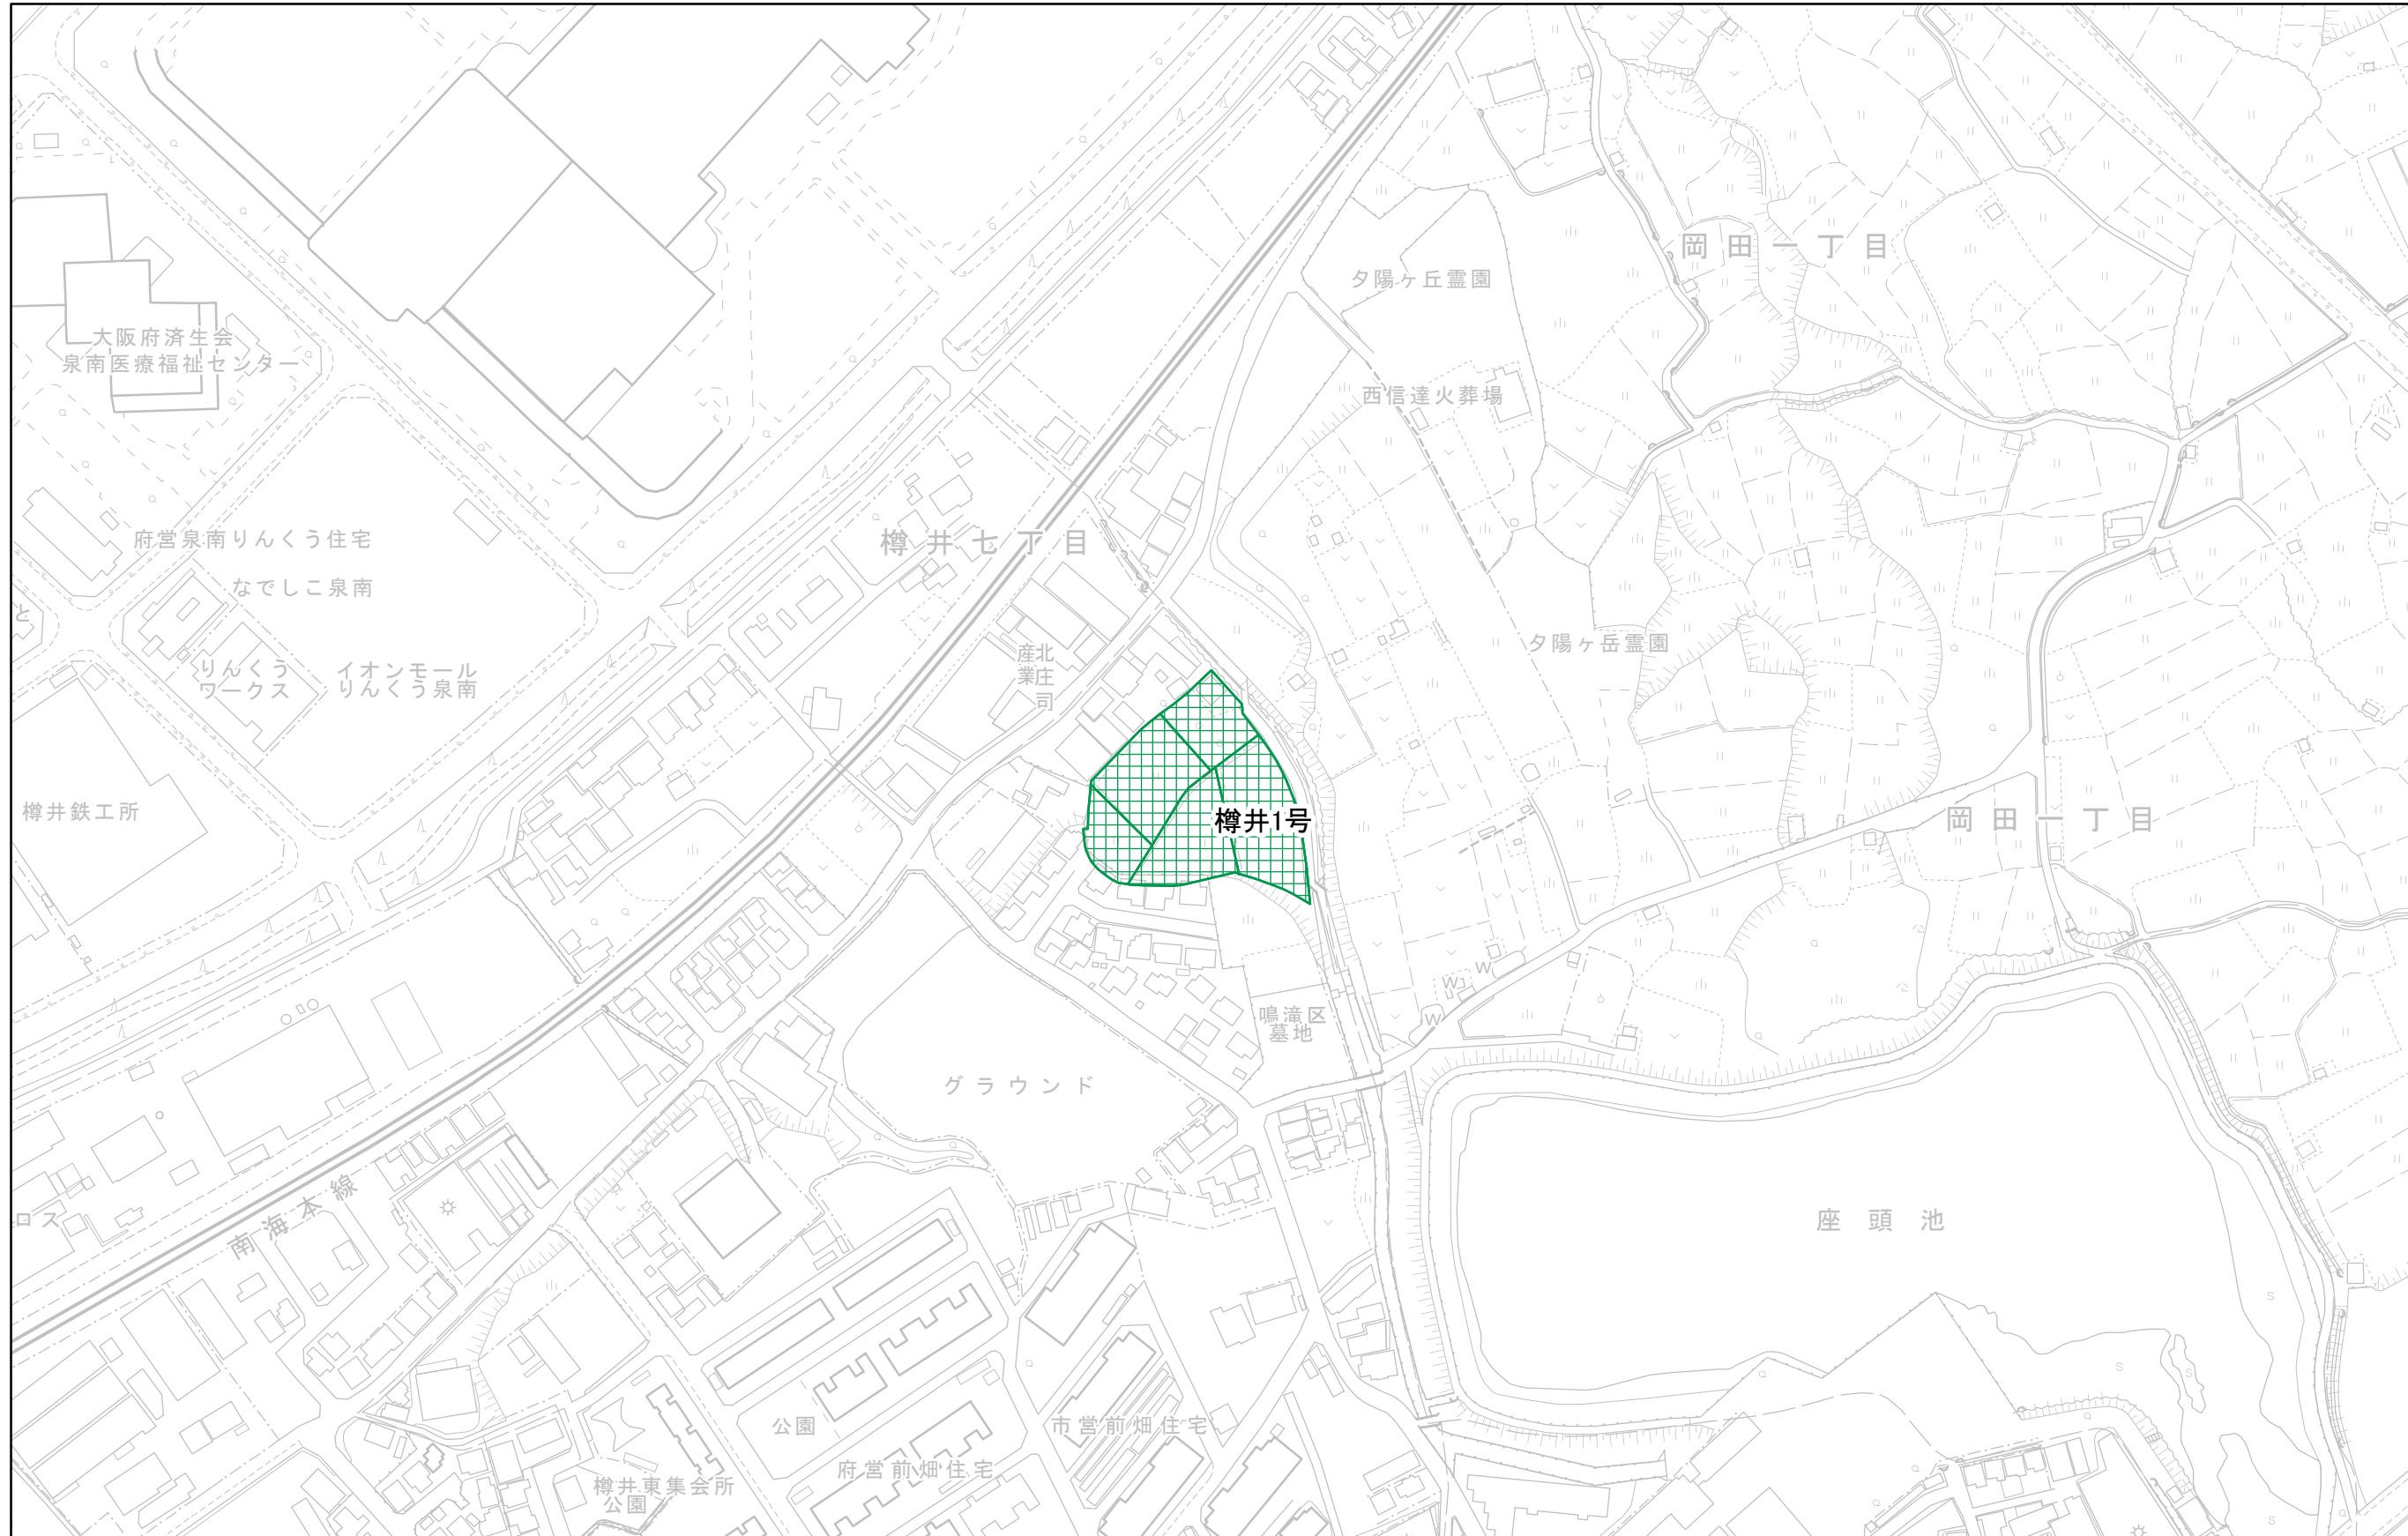 岡田一丁目
夕陽ヶ丘霊園
大阪府済生会
泉南医療福祉センター
西信達火葬場
府営泉南りんくう住宅
樽井七丁目
なでしこ泉南
と
夕陽ヶ岳霊園
北庄司
産業
りんくう
ワークス
イオンモール
りんくう泉南
樽井鉄工所
樽井1号
岡田一丁目
W
W
W
鳴滝区
墓地
グラウンド
南海本線
ロス
座頭池
S
S
S
S
公園
市営前畑住宅
府営前畑住宅
樽井東集会所
公園